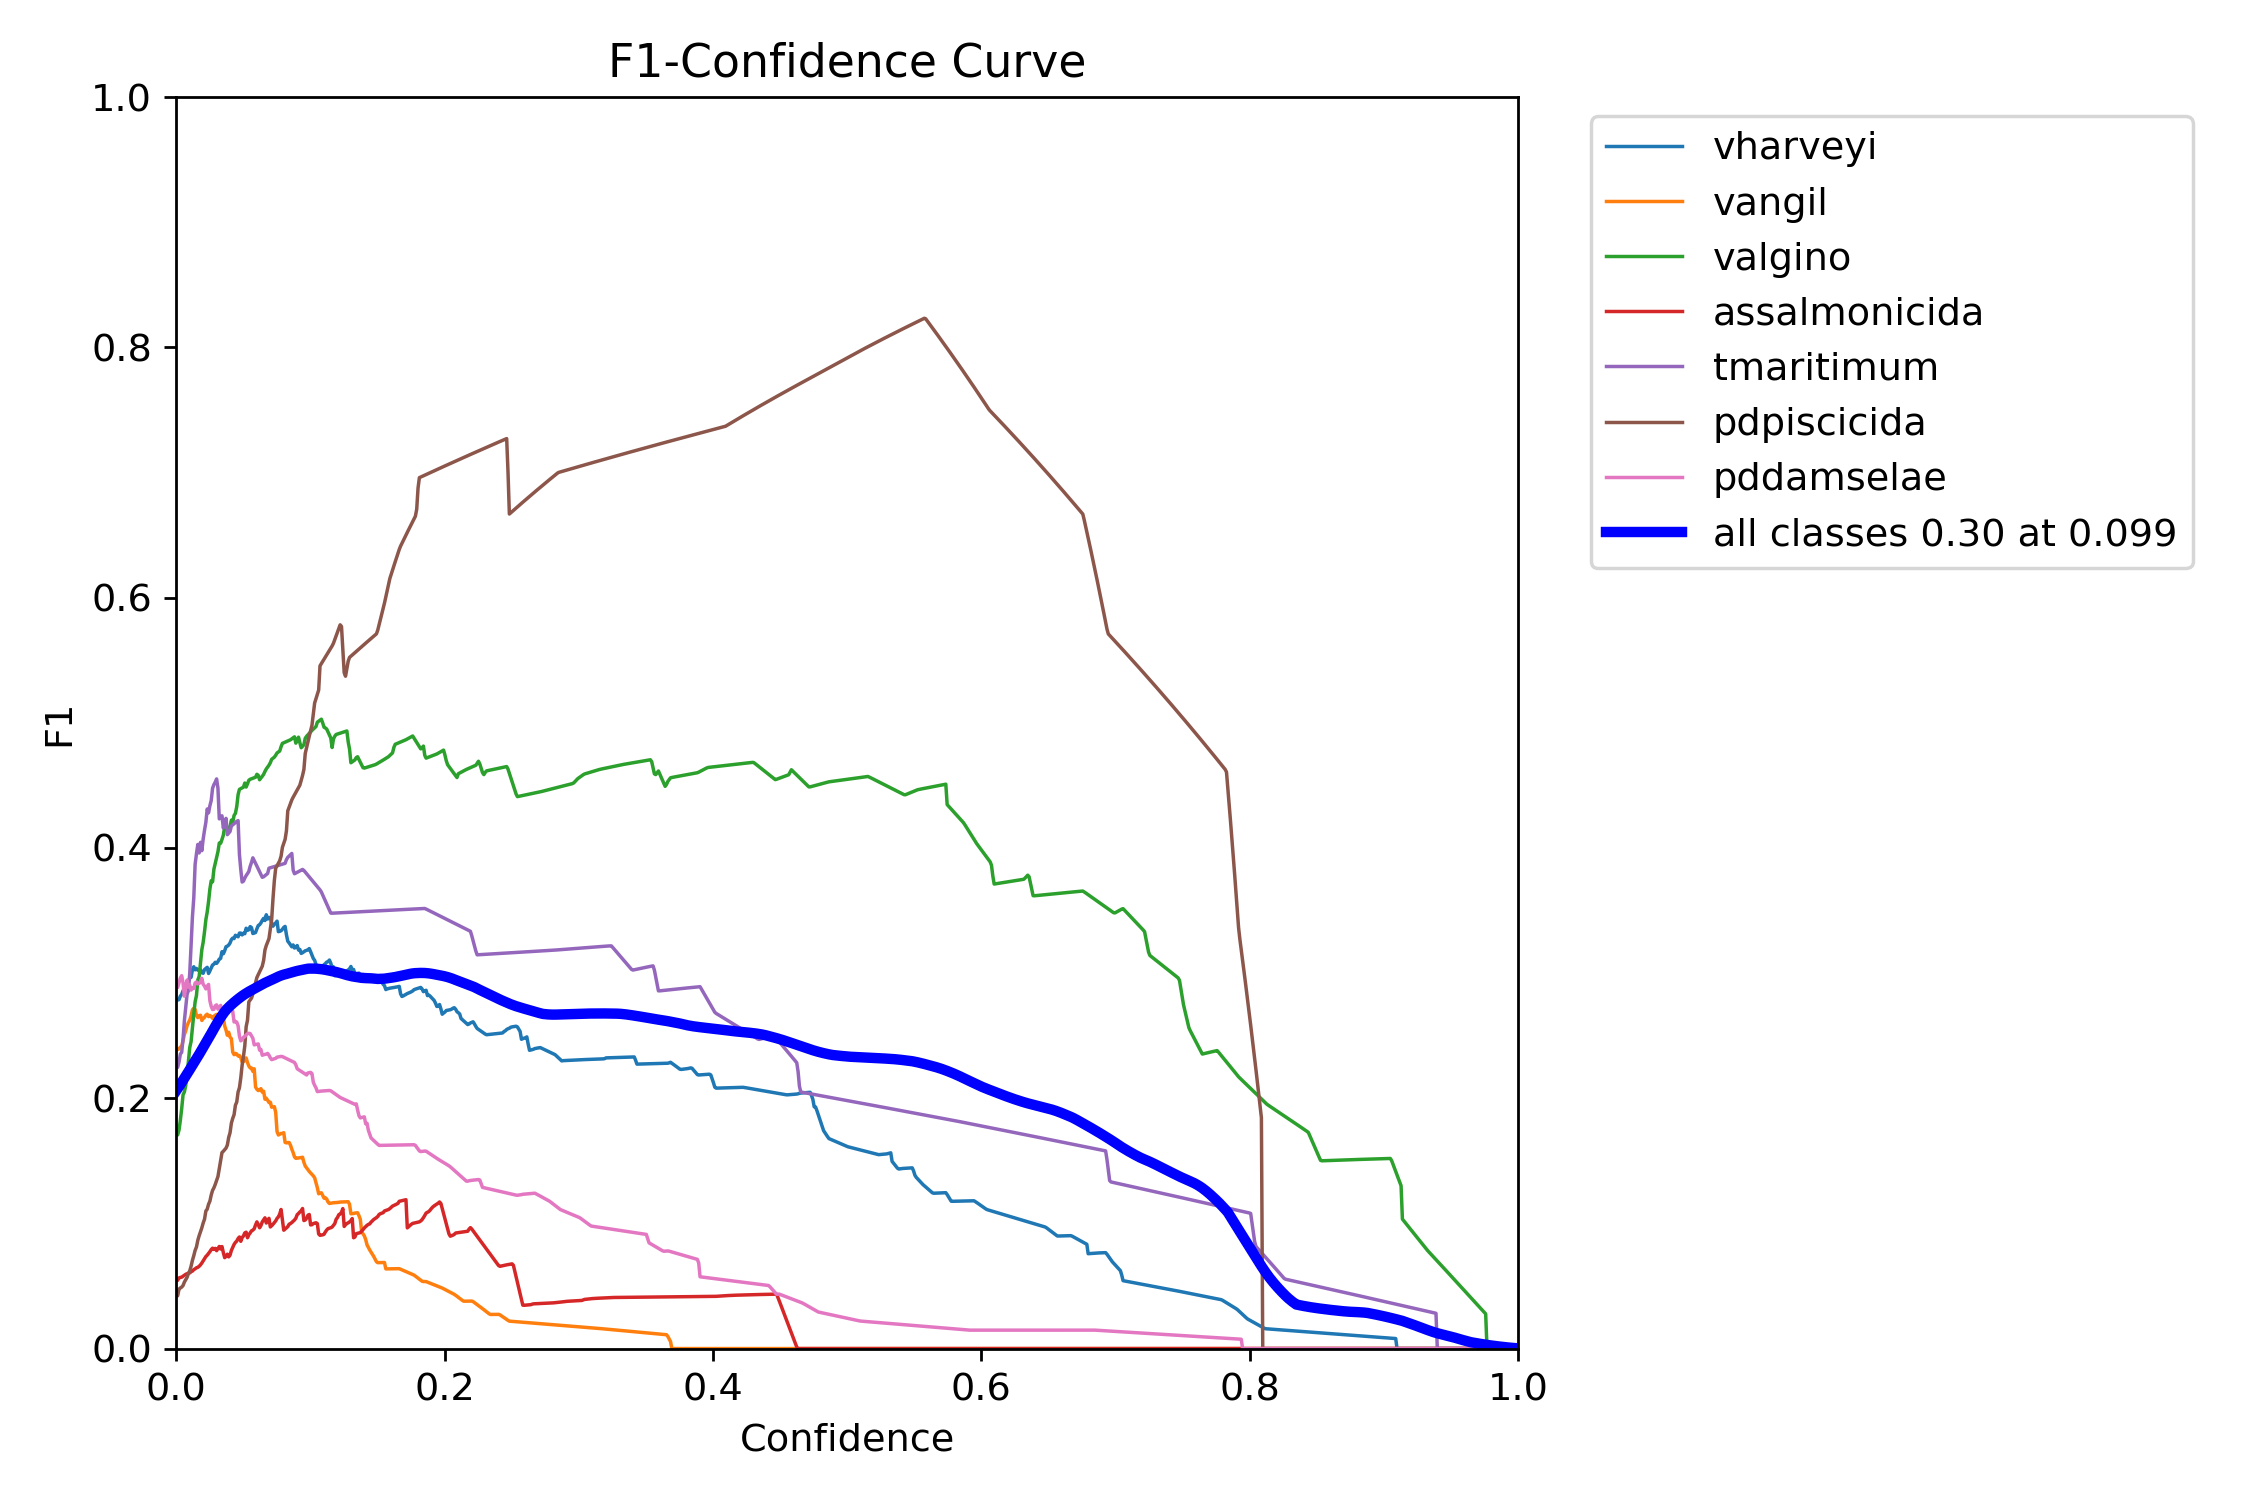 F1-Confidence Curve
1.0
0.8
0.6
0.4
0.2
0.0
F1
0.0 0.2 0.4 0.6 0.8 1.0
Confidence
vharveyi
vangil
valgino
assalmonicida
tmaritimum
pdpiscicida
pddamselae
all classes 0.30 at 0.099